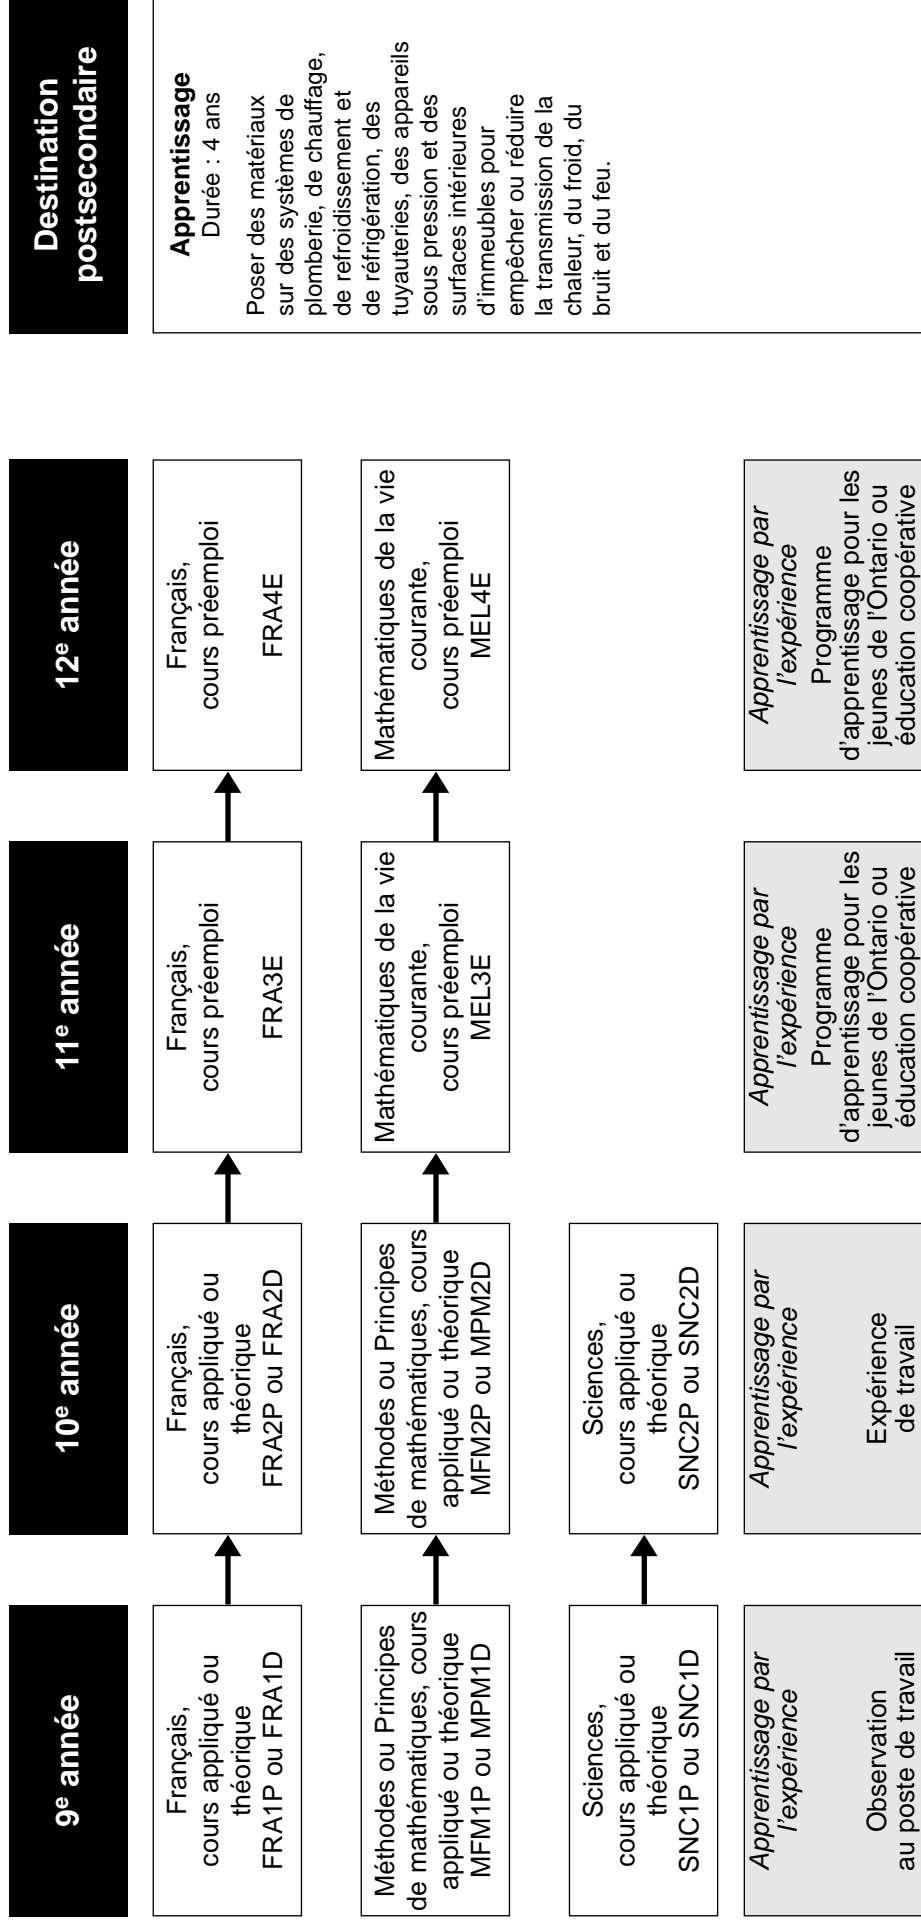 9e année
10e année
11e année
12e année
Destination
postsecondaire
Français,
cours appliqué ou
théorique
FRA1P ou FRA1D
Français,
cours appliqué ou
théorique
FRA2P ou FRA2D
Français,
cours préemploi
FRA3E
Français,
cours préemploi
FRA4E
Apprentissage
Durée : 4 ans
Poser des matériaux
sur des systèmes de
plomberie, de chauffage,
de refroidissement et
de réfrigération, des
tuyauteries, des appareils
sous pression et des
surfaces intérieures
d'immeubles pour
empêcher ou réduire
la transmission de la
chaleur, du froid, du
bruit et du feu.
Méthodes ou Principes
de mathématiques, cours
appliqué ou théorique
MFM1P ou MPM1D
Méthodes ou Principes
de mathématiques, cours
appliqué ou théorique
MFM2P ou MPM2D
Mathématiques de la vie
courante,
cours préemploi
MEL3E
Mathématiques de la vie
courante,
cours préemploi
MEL4E
Sciences,
cours appliqué ou
théorique
SNC1P ou SNC1D
Sciences,
cours appliqué ou
théorique
SNC2P ou SNC2D
Apprentissage par
l'expérience
Observation
au poste de travail
Apprentissage par
l'expérience
Expérience
de travail
Apprentissage par
l'expérience
Programme
d'apprentissage pour les
jeunes de l'Ontario ou
éducation coopérative
Apprentissage par
l'expérience
Programme
d'apprentissage pour les
jeunes de l'Ontario ou
éducation coopérative